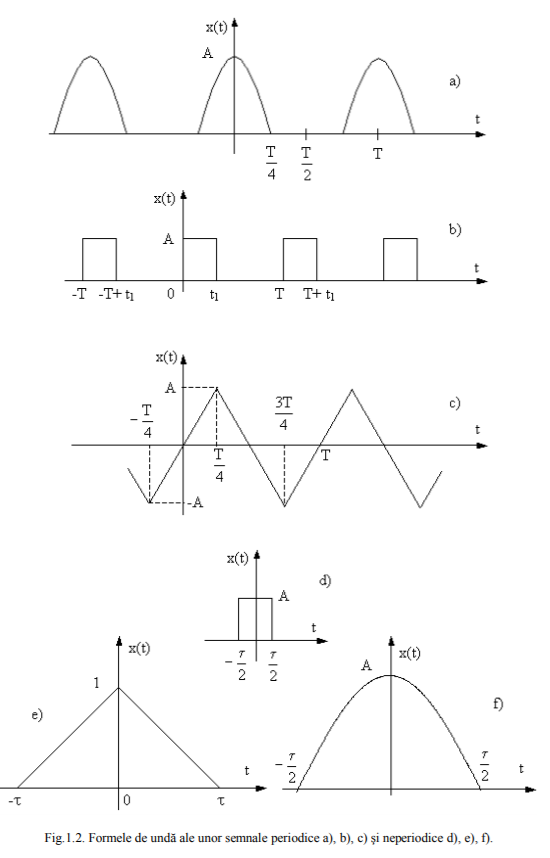 x(t)
A
a)
t
T/4 T/2 T
x(t)
A
b)
t
-T -T+ t₁ 0 t₁ T T+ t₁
x(t)
A
c)
-T/4
3T/4
t
T/4
T
-A
x(t)
d)
A
t
-τ/2 τ/2
x(t)
1
e)
t
-τ 0 τ
x(t)
A
f)
-τ/2 τ/2
t
Fig.1.2. Formele de undă ale unor semnale periodice a), b), c) și neperiodice d), e), f).